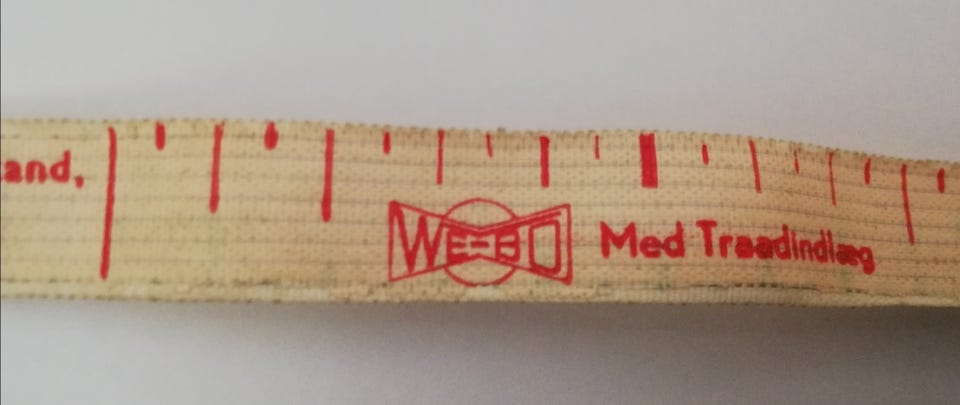 and,
WE-BO
Med Traadindlæg